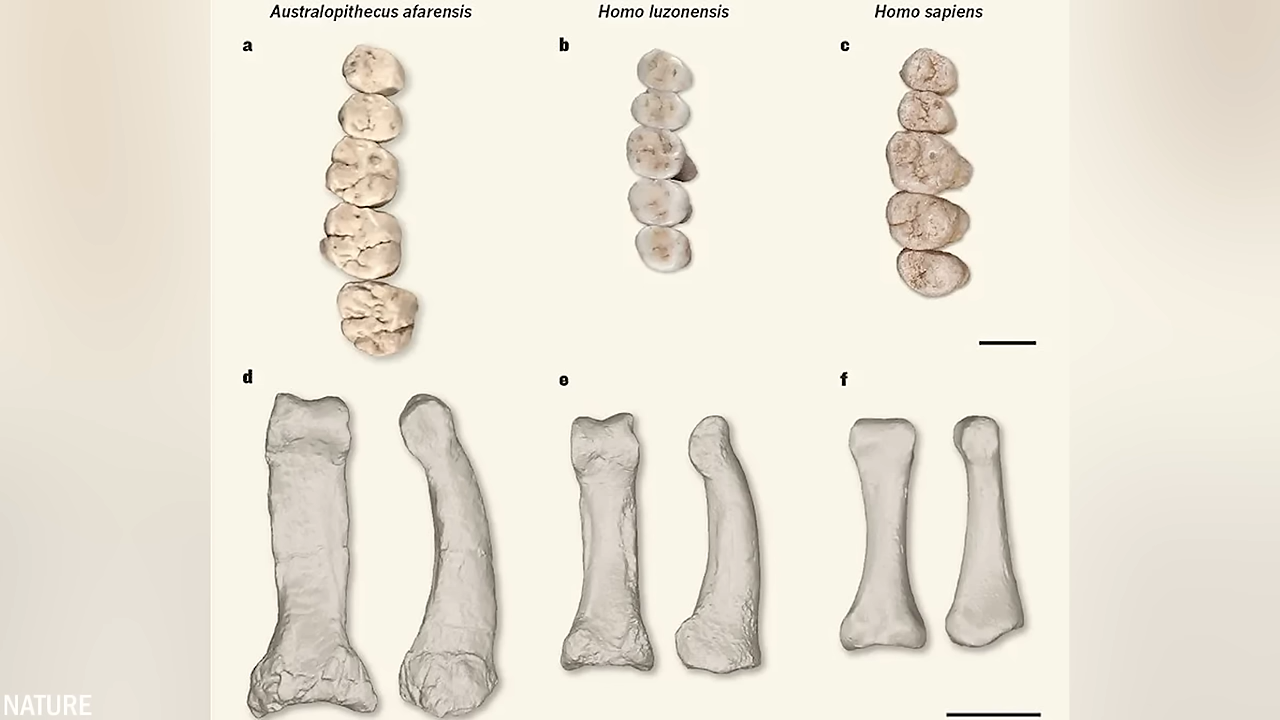 Australopithecus afarensis
Homo luzonensis
Homo sapiens
a
b
c
d
e
f
NATURE